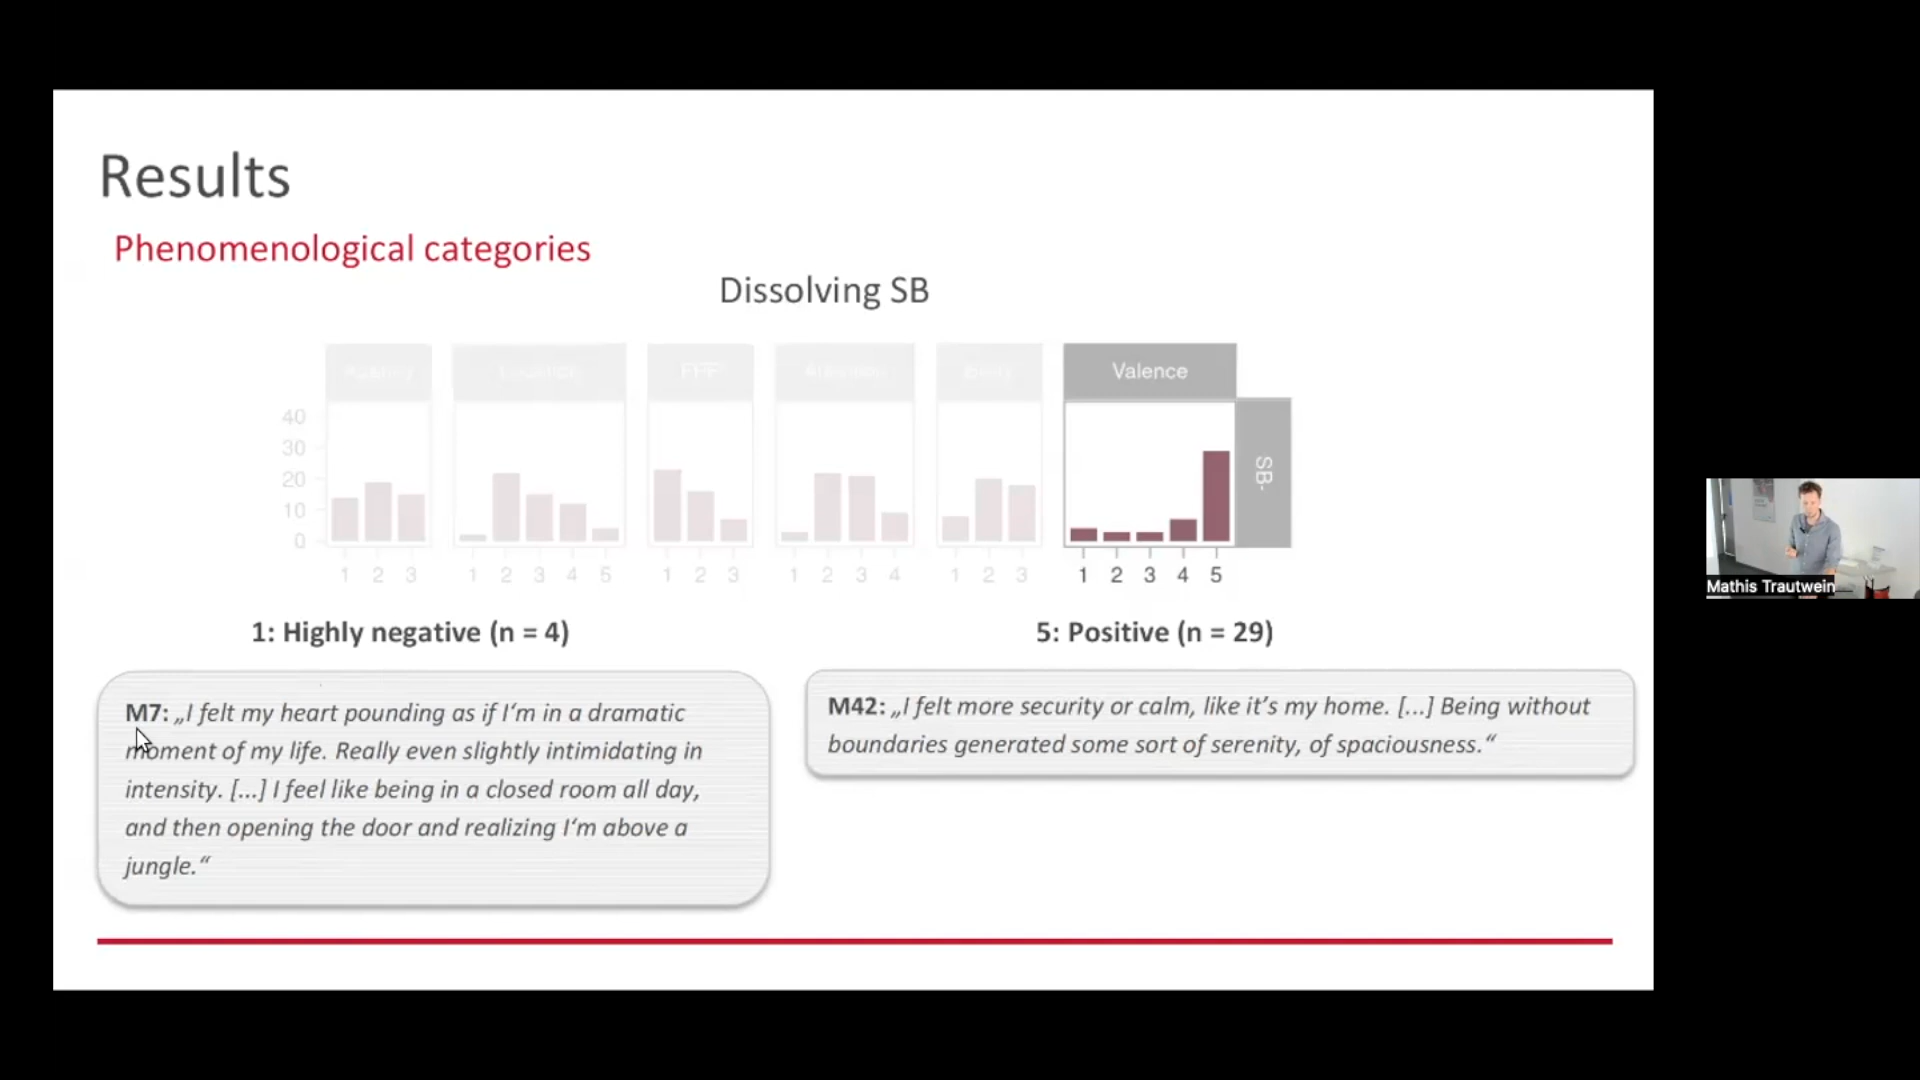 Results
Phenomenological categories
Dissolving SB
Location
FFF
Attention
Valence
40
30
20
10
0
SB-
1 2 3
1 2 3 4 5
1 2 3
1 2 3 4
1 2 3
1 2 3 4 5
1: Highly negative (n = 4)
5: Positive (n = 29)
M7: „I felt my heart pounding as if I‘m in a dramatic
moment of my life. Really even slightly intimidating in
intensity. [...] I feel like being in a closed room all day,
and then opening the door and realizing I‘m above a
jungle.“
M42: „I felt more security or calm, like it’s my home. [...] Being without
boundaries generated some sort of serenity, of spaciousness.“
Mathis Trautwein